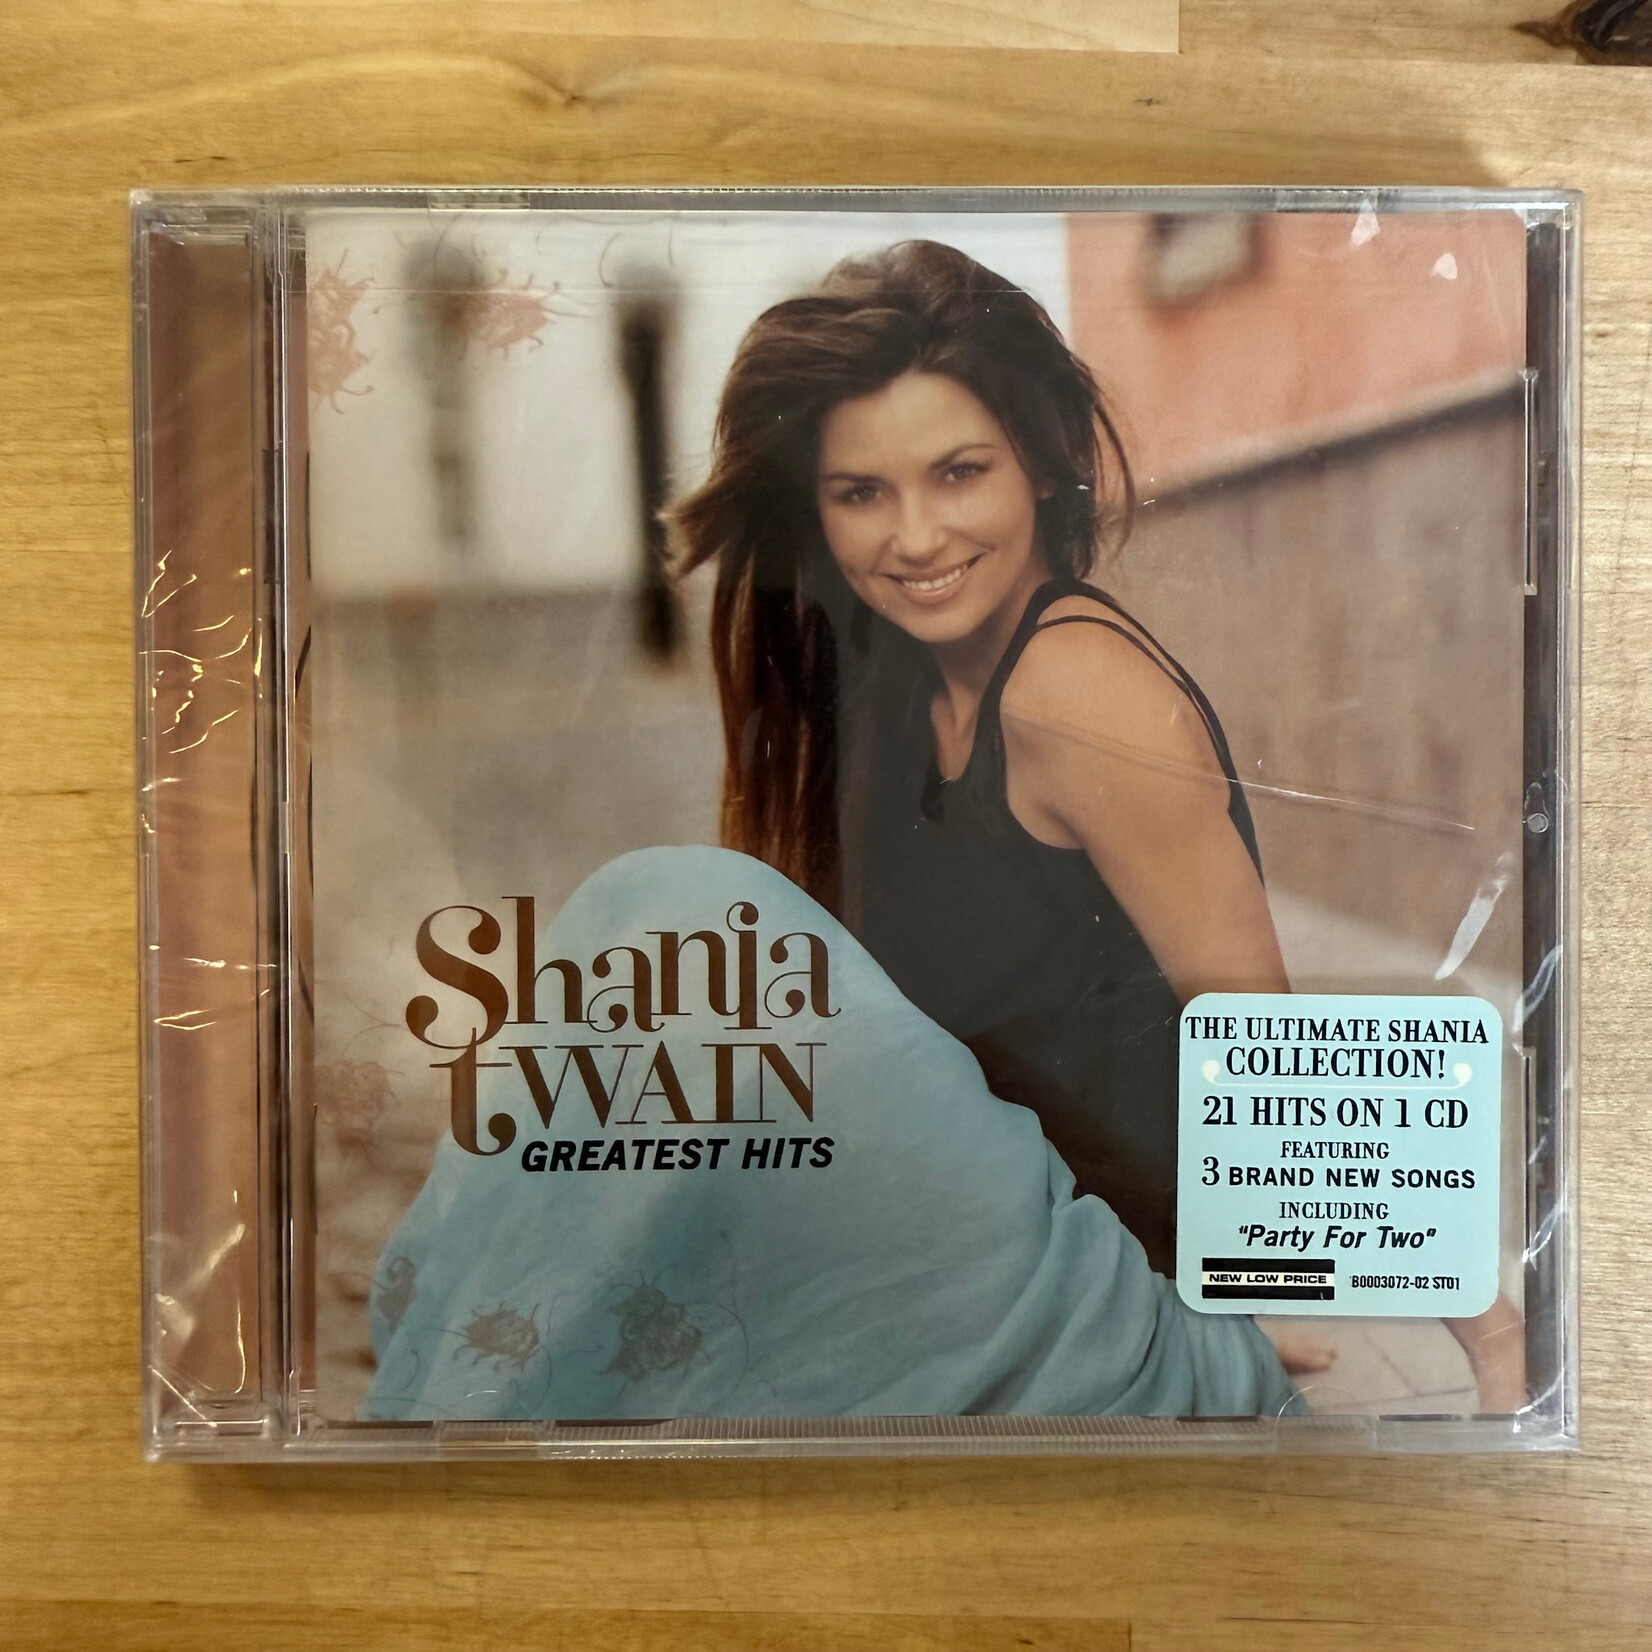 Shania
tWAIN
GREATEST HITS
THE ULTIMATE SHANIA
COLLECTION!
21 HITS ON 1 CD
FEATURING
3 BRAND NEW SONGS
INCLUDING
"Party For Two"
NEW LOW PRICE B0003072-02 ST01